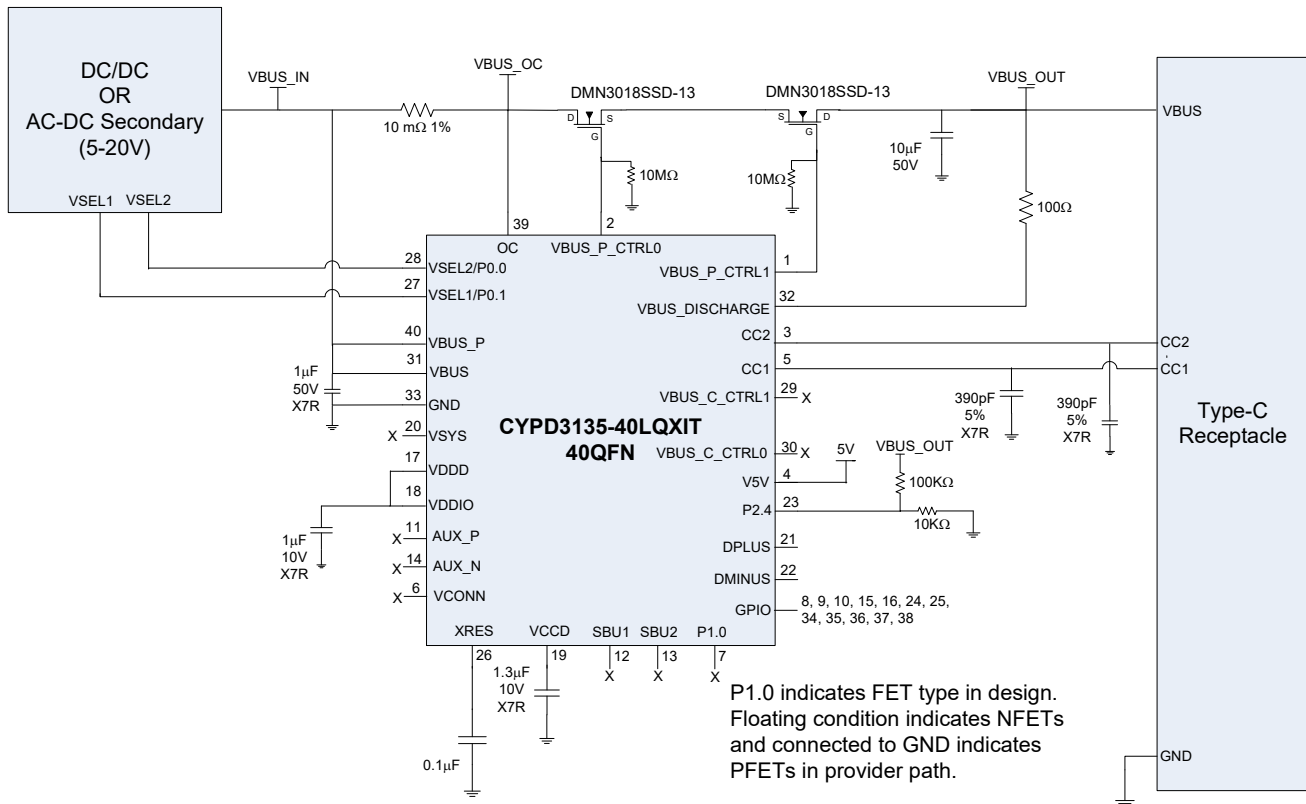 DC/DC
OR
AC-DC Secondary
(5-20V)
VSEL1 VSEL2
VBUS_IN
10 mΩ 1%
VBUS_OC
DMN3018SSD-13
D
S
G
10MΩ
DMN3018SSD-13
S
D
G
10MΩ
VBUS_OUT
10µF
50V
100Ω
VBUS
39
OC
2
VBUS_P_CTRL0
28
VSEL2/P0.0
27
VSEL1/P0.1
40
VBUS_P
31
VBUS
33
GND
X
20
VSYS
17
VDDD
18
VDDIO
X
11
AUX_P
X
14
AUX_N
X
6
VCONN
1µF
50V
X7R
1µF
10V
X7R
CYPD3135-40LQXIT
40QFN
1
VBUS_P_CTRL1
32
VBUS_DISCHARGE
3
CC2
5
CC1
29
VBUS_C_CTRL1
X
30
VBUS_C_CTRL0
X
4
V5V
5V
23
P2.4
21
DPLUS
22
DMINUS
GPIO
8, 9, 10, 15, 16, 24, 25,
34, 35, 36, 37, 38
VBUS_OUT
100KΩ
10KΩ
390pF
5%
X7R
390pF
5%
X7R
CC2
CC1
Type-C
Receptacle
GND
XRES
26
0.1µF
VCCD
19
1.3µF
10V
X7R
SBU1
12
X
SBU2
13
X
P1.0
7
X
P1.0 indicates FET type in design.
Floating condition indicates NFETs
and connected to GND indicates
PFETs in provider path.